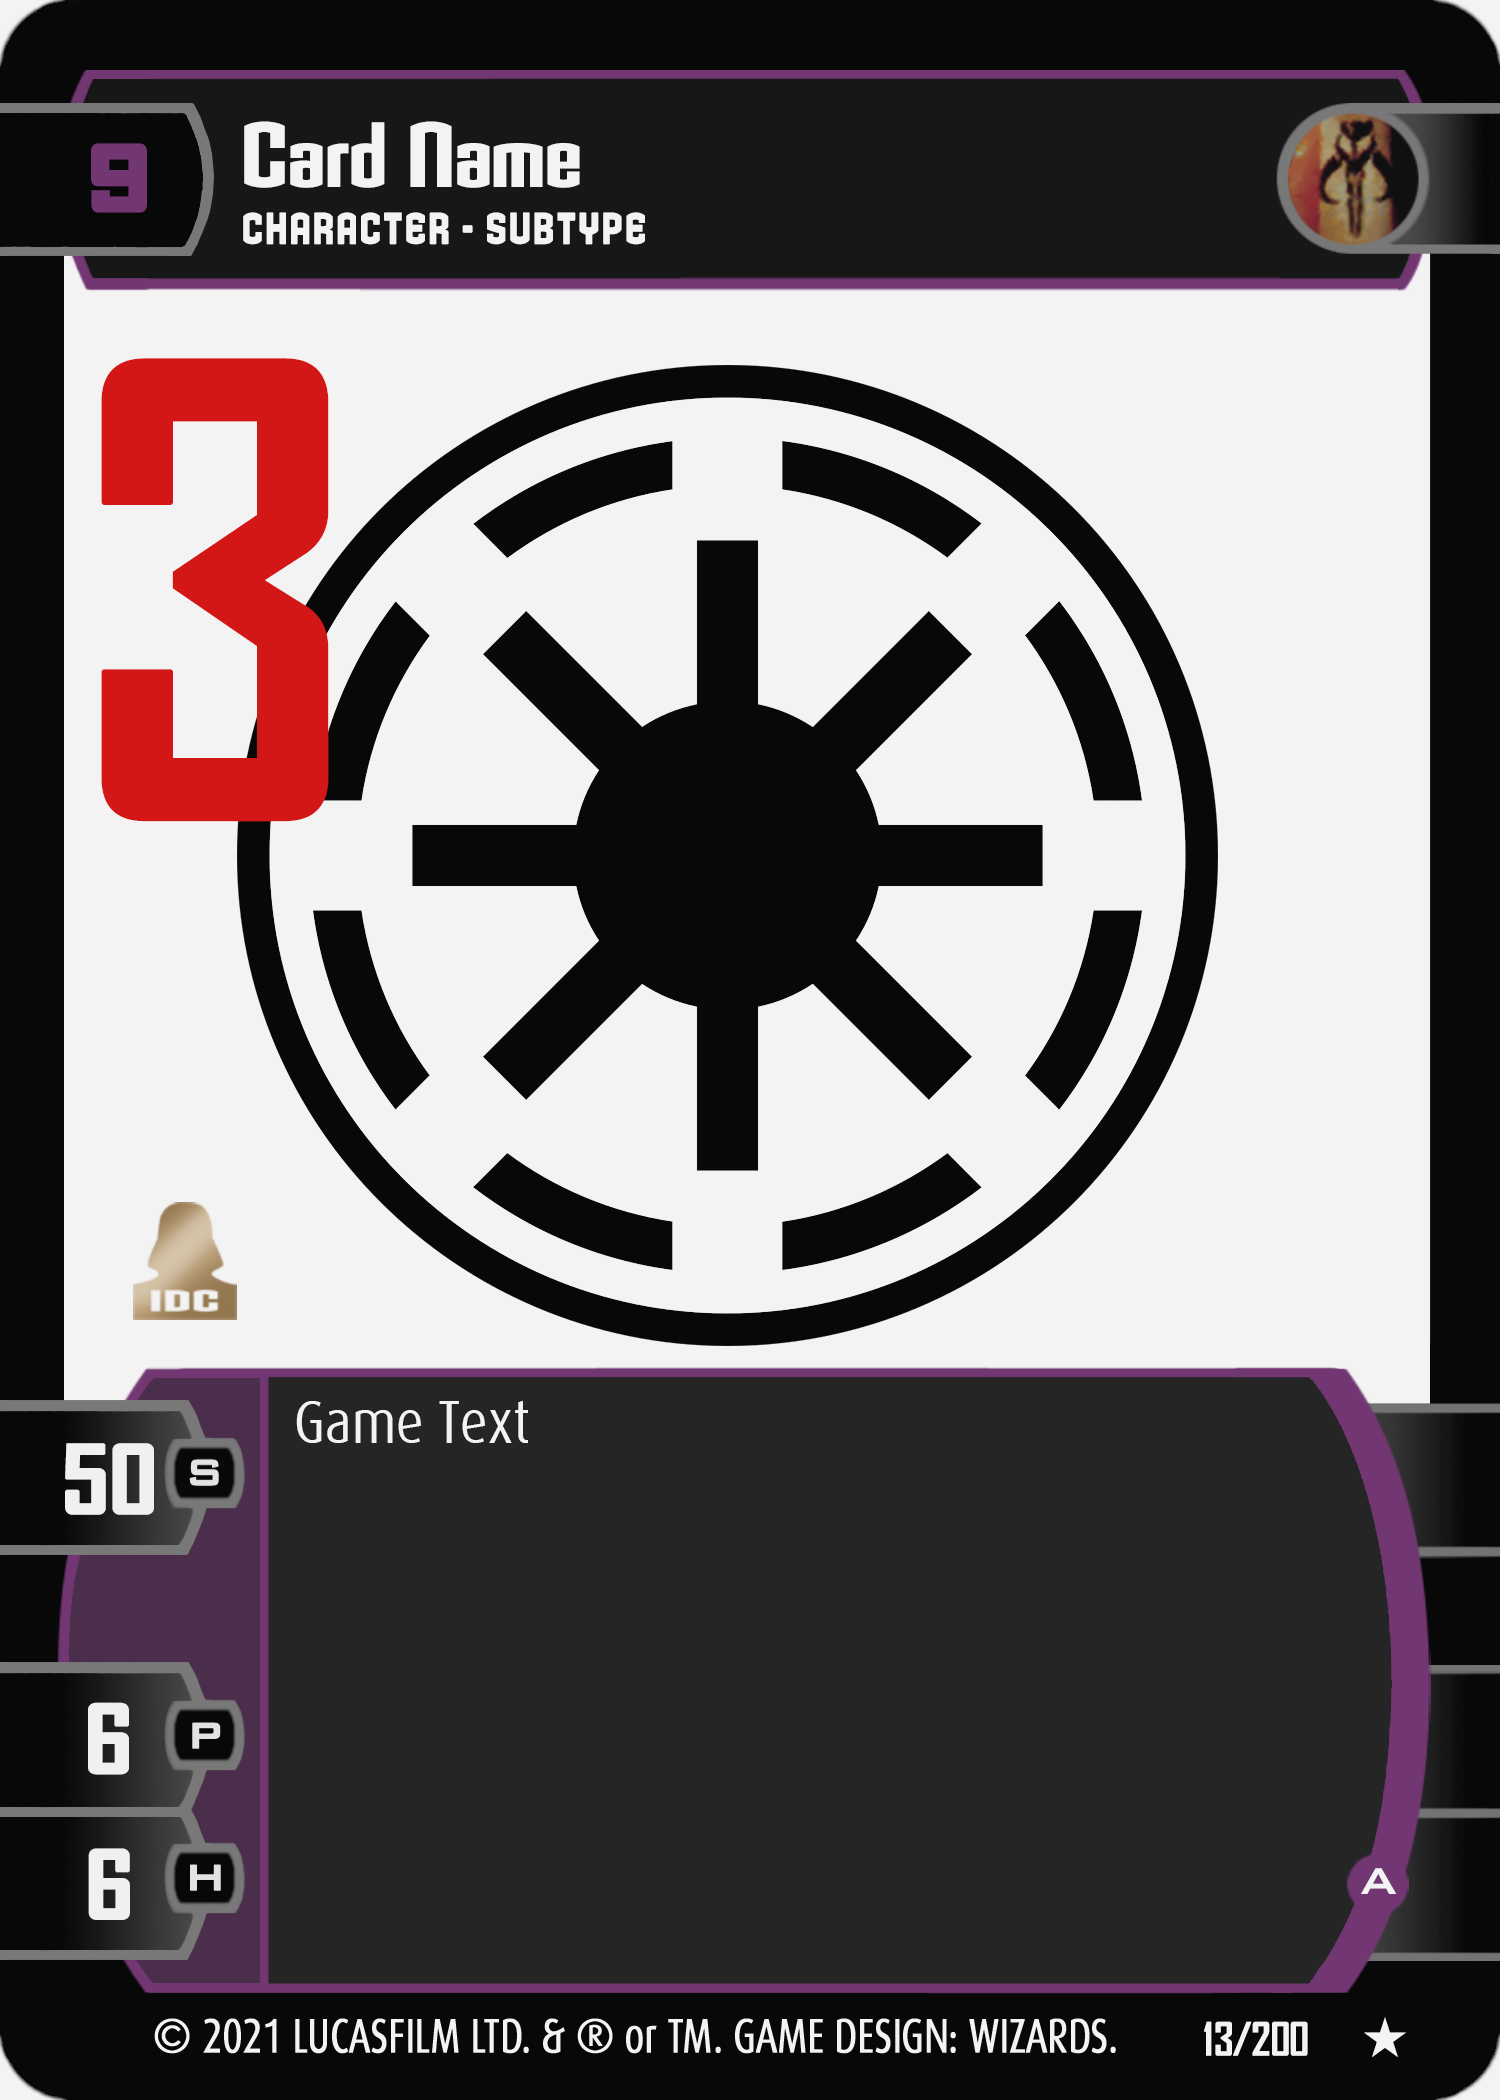 9
Card Name
CHARACTER - SUBTYPE
3
IDC
50 S
Game Text
6 P
6 H
A
© 2021 LUCASFILM LTD. & ® or TM. GAME DESIGN: WIZARDS. 13/200 ★